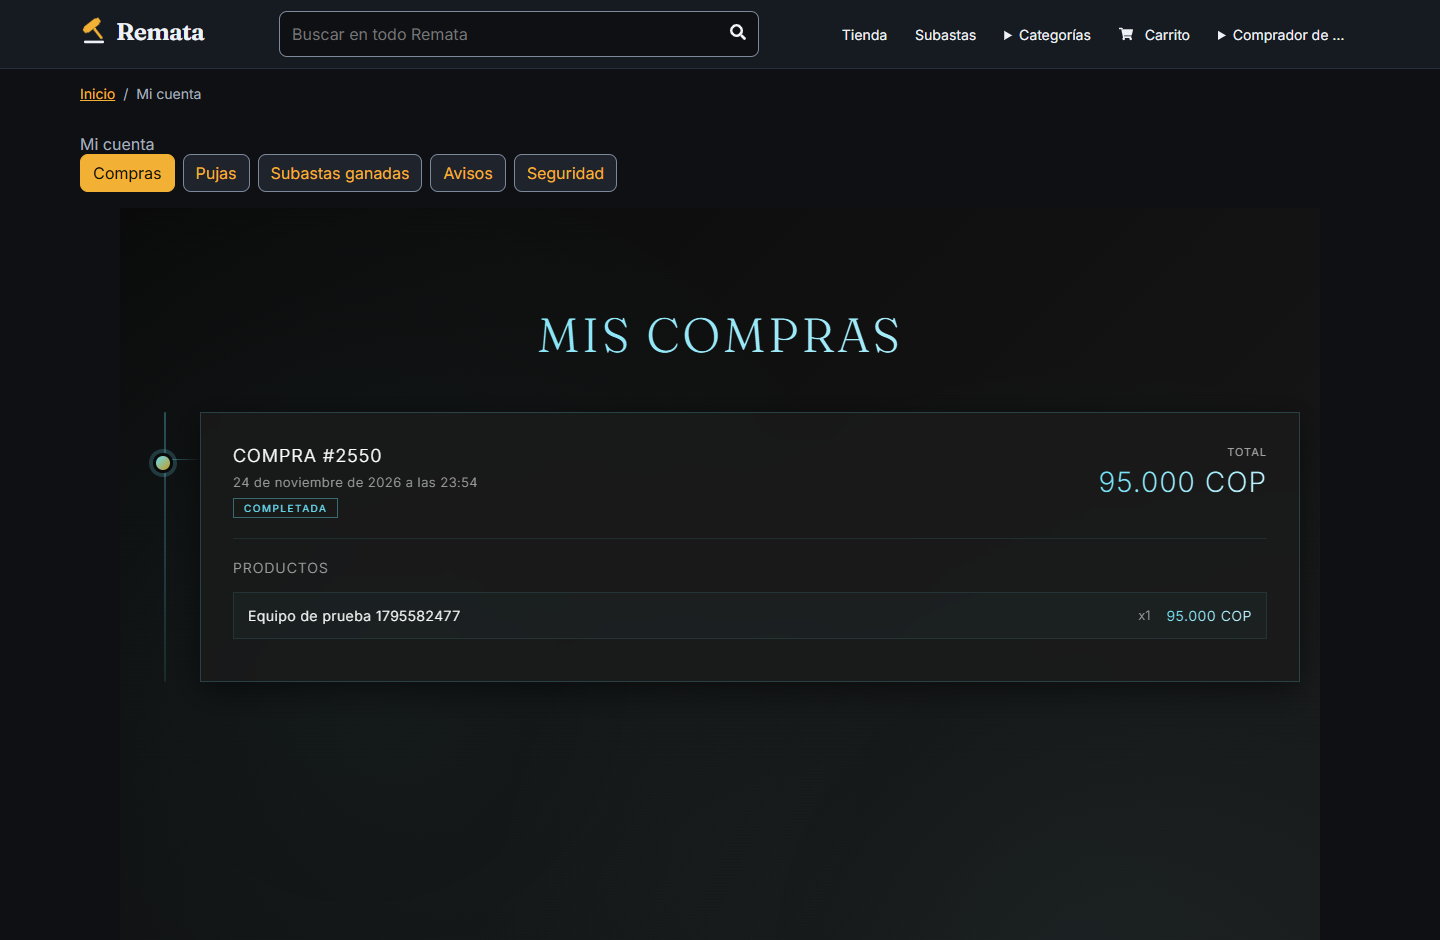 Remata
Buscar en todo Remata
Tienda
Subastas
Categorías
Carrito
Comprador de ...
Inicio / Mi cuenta
Mi cuenta
Compras
Pujas
Subastas ganadas
Avisos
Seguridad
MIS COMPRAS
COMPRA #2550
24 de noviembre de 2026 a las 23:54
COMPLETADA
TOTAL
95.000 COP
PRODUCTOS
Equipo de prueba 1795582477 x1 95.000 COP